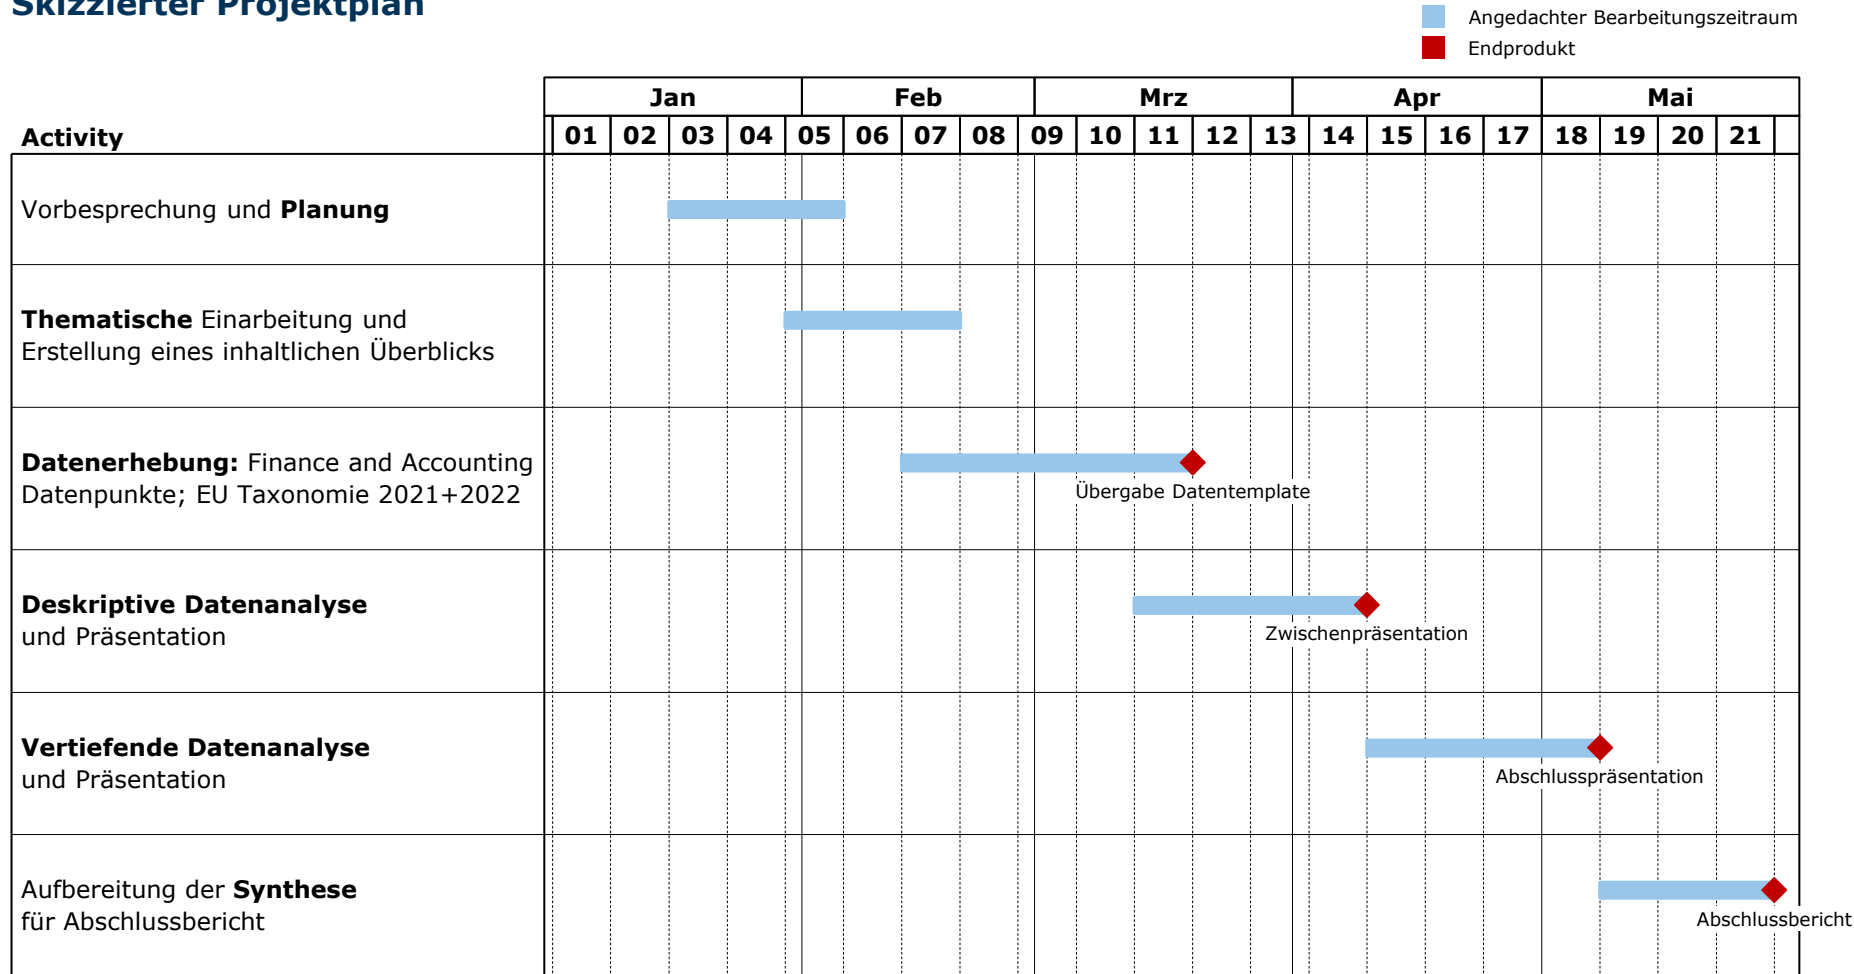 Skizzierter Projektplan
Angedachter Bearbeitungszeitraum
Endprodukt
Jan Feb Mrz Apr Mai
Activity 01 02 03 04 05 06 07 08 09 10 11 12 13 14 15 16 17 18 19 20 21
Vorbesprechung und Planung
Thematische Einarbeitung und
Erstellung eines inhaltlichen Überblicks
Datenerhebung: Finance and Accounting
Datenpunkte; EU Taxonomie 2021+2022
Übergabe Datentemplate
Deskriptive Datenanalyse
und Präsentation
Zwischenpräsentation
Vertiefende Datenanalyse
und Präsentation
Abschlusspräsentation
Aufbereitung der Synthese
für Abschlussbericht
Abschlussbericht